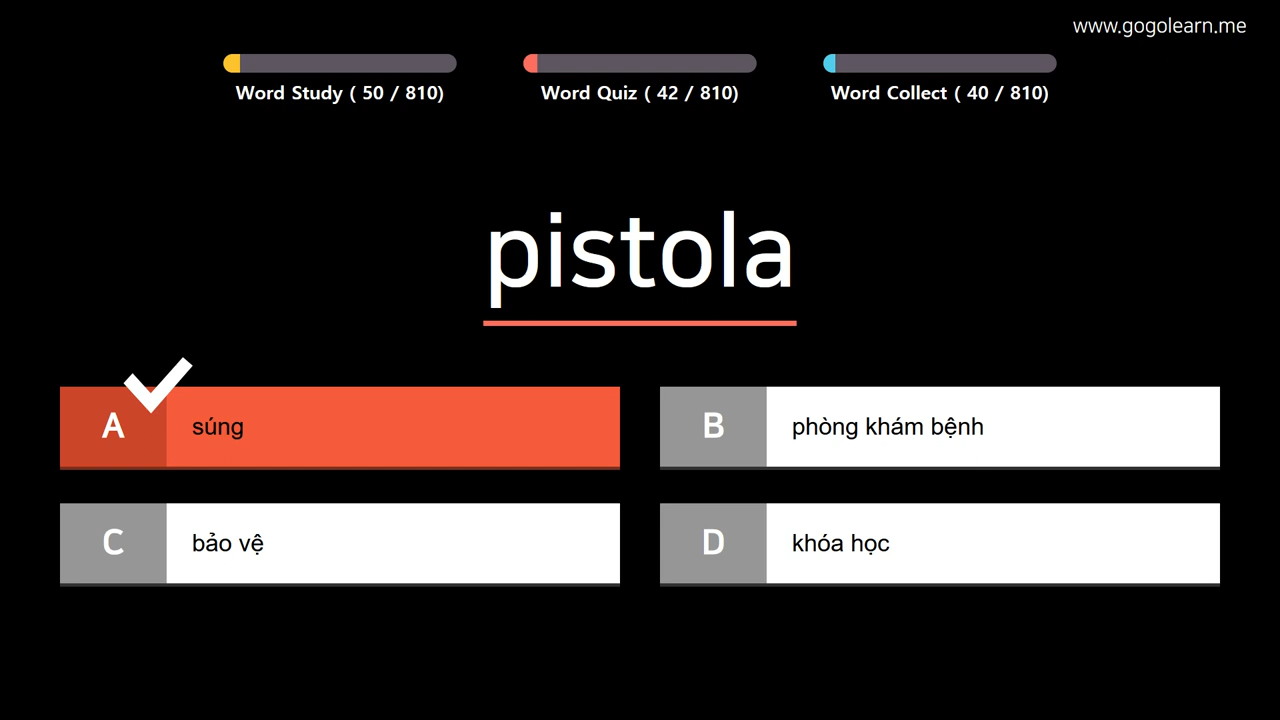 www.gogolearn.me
Word Study ( 50 / 810)
Word Quiz ( 42 / 810)
Word Collect ( 40 / 810)
pistola
A súng
B phòng khám bệnh
C bảo vệ
D khóa học